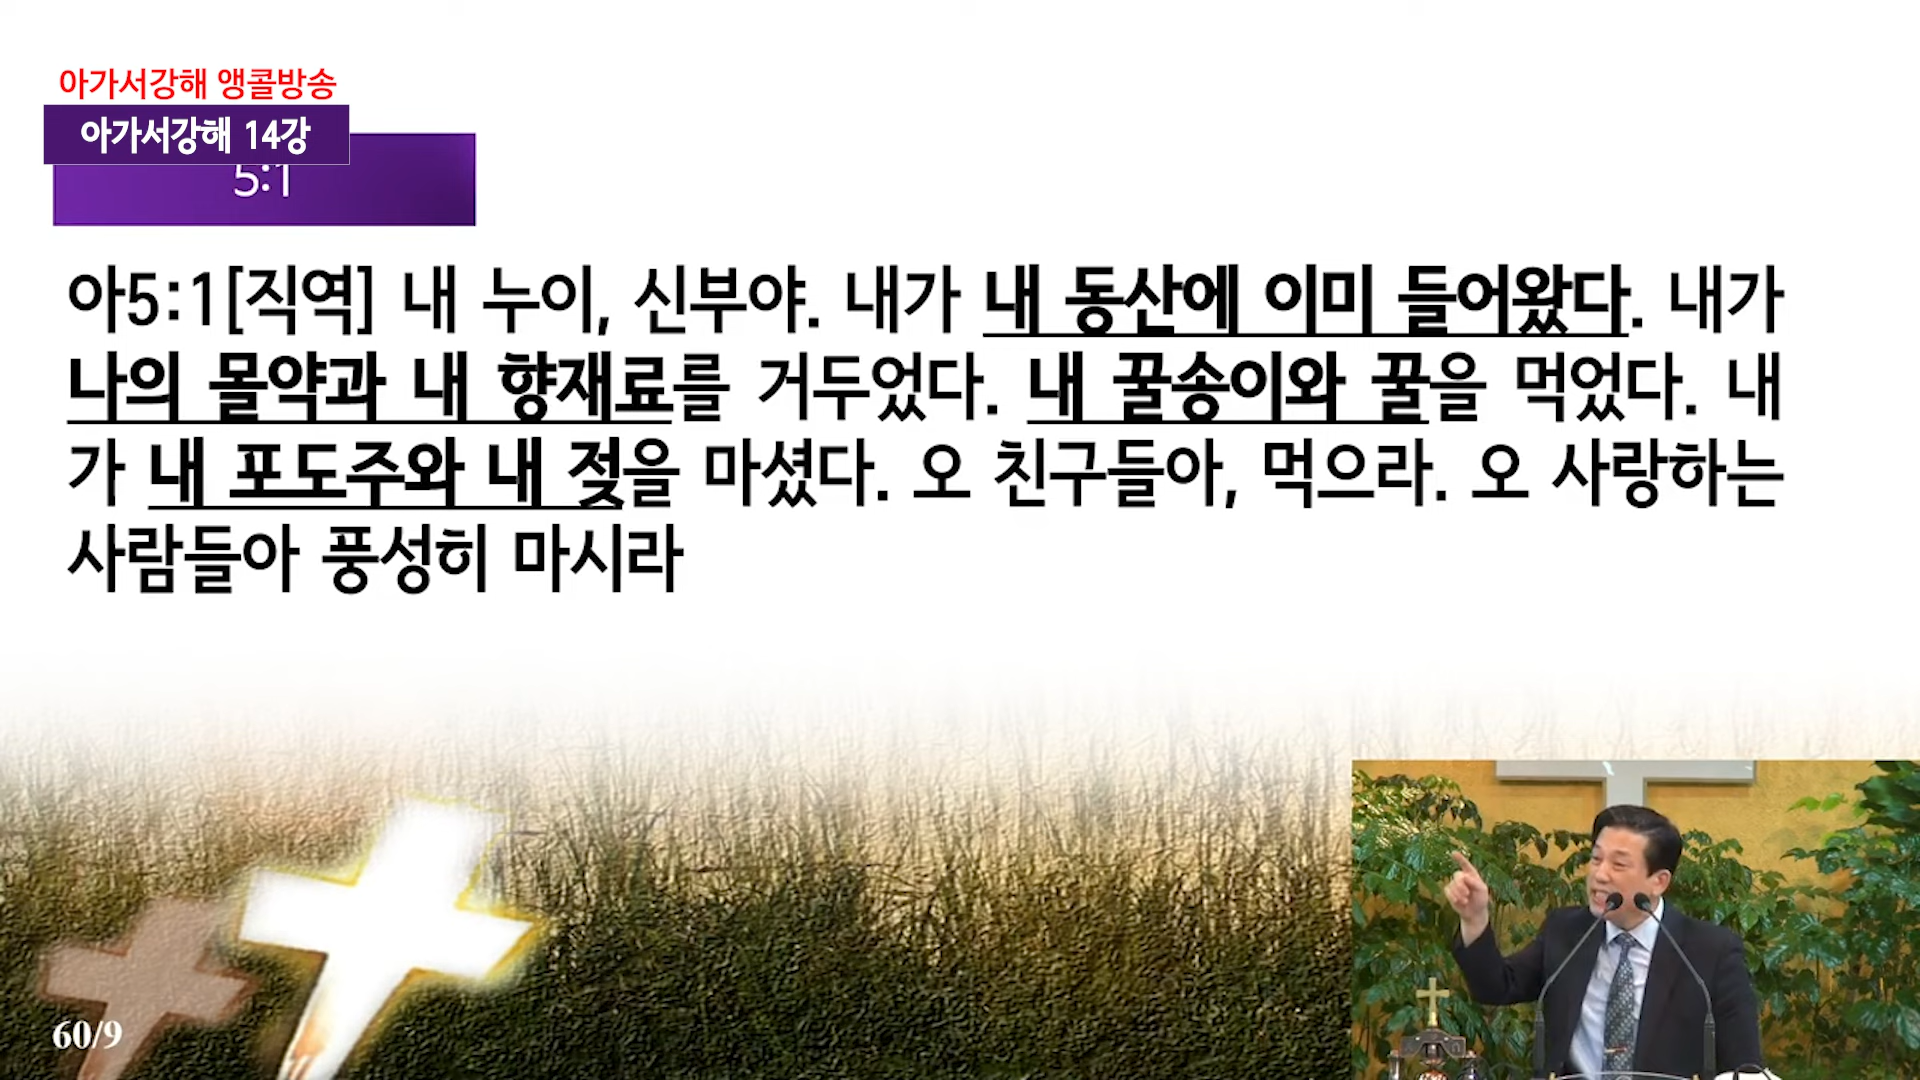 아가서강해 앵콜방송
아가서강해 14강
5:1
아5:1[직역] 내 누이, 신부야. 내가 내 동산에 이미 들어왔다. 내가
나의 몰약과 내 향재료를 거두었다. 내 꿀송이와 꿀을 먹었다. 내
가 내 포도주와 내 젖을 마셨다. 오 친구들아, 먹으라. 오 사랑하는
사람들아 풍성히 마시라
60/9